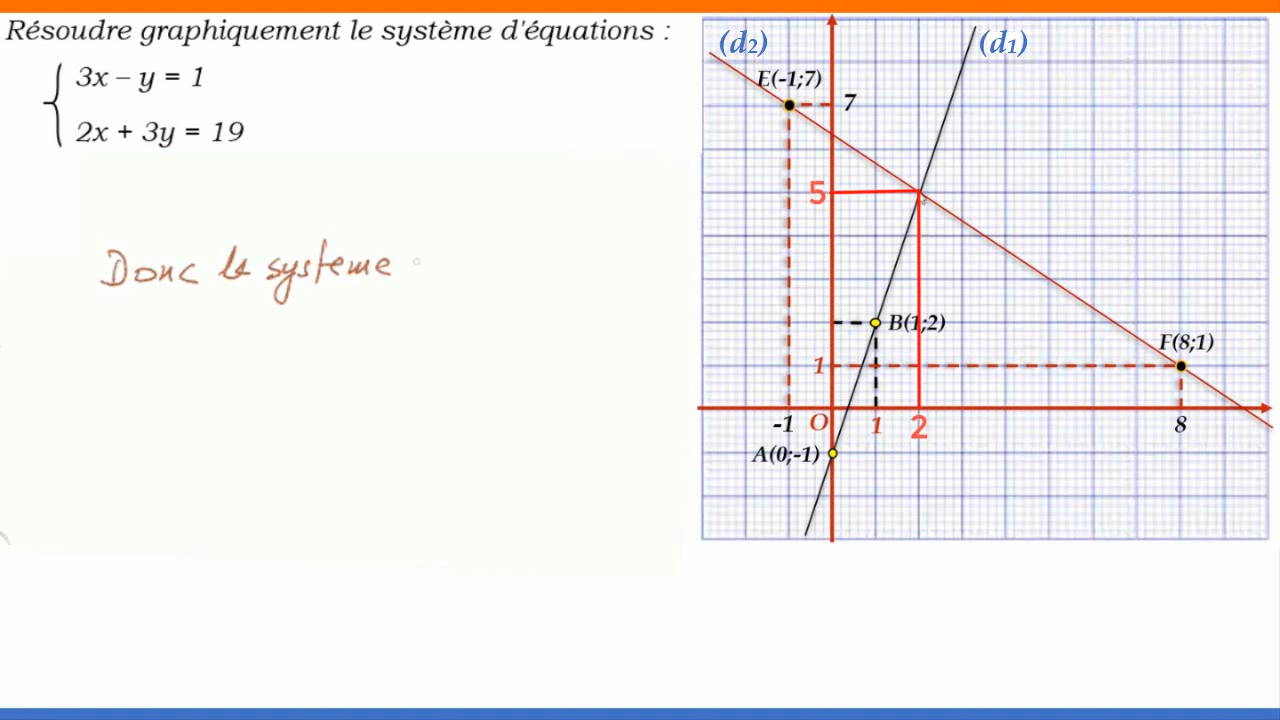 Résoudre graphiquement le système d'équations :
3x – y = 1
2x + 3y = 19
Donc le système
(d2)
(d1)
E(-1;7)
7
5
B(1;2)
F(8;1)
1
-1
O
1
2
8
A(0;-1)